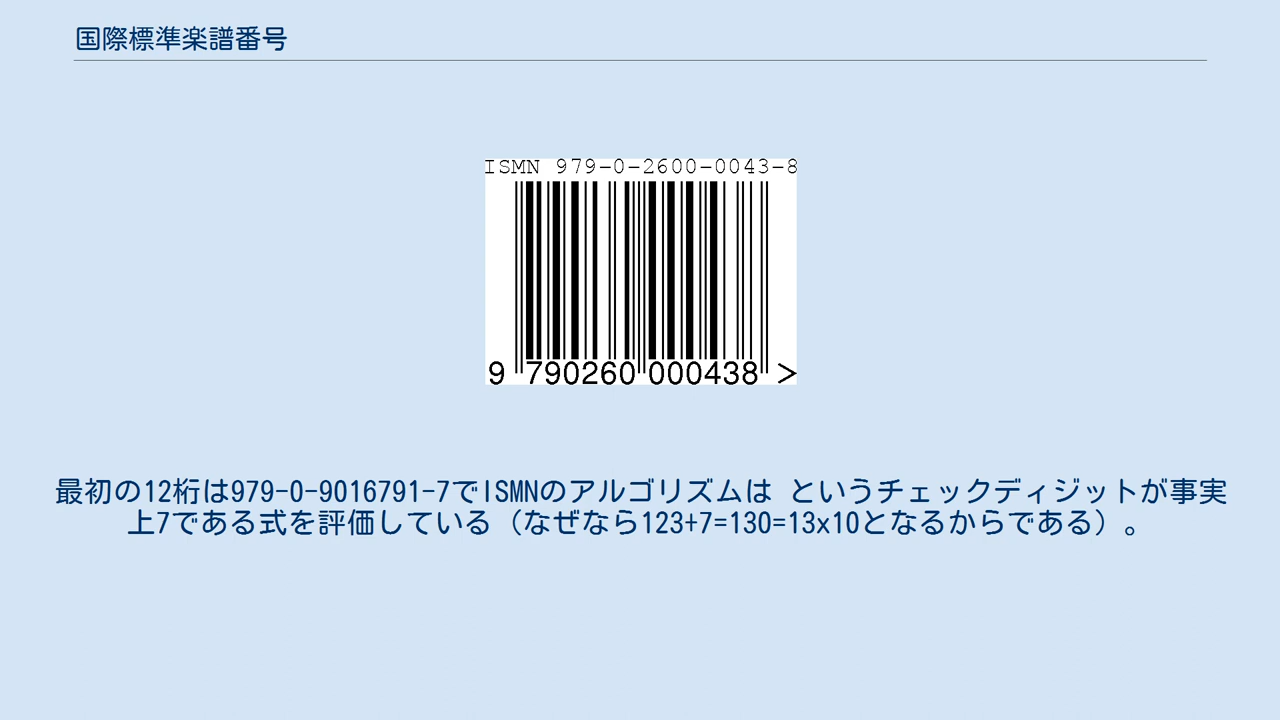 国際標準楽譜番号
ISMN 979-0-2600-0043-8
9 790260 000438 >
最初の12桁は979-0-9016791-7でISMNのアルゴリズムは というチェックディジットが事実
上7である式を評価している（なぜなら123+7=130=13x10となるからである）。